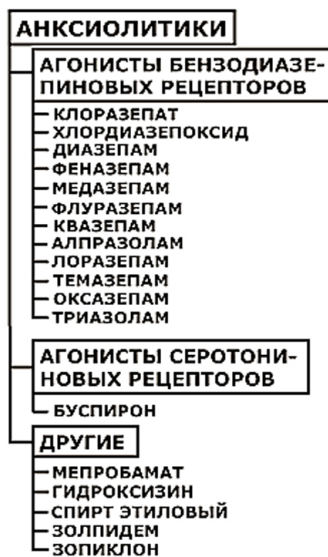 АНКСИОЛИТИКИ
АГОНИСТЫ БЕНЗОДИАЗЕ-
ПИНОВЫХ РЕЦЕПТОРОВ
КЛОРАЗЕПАТ
ХЛОРДИАЗЕПОКСИД
ДИАЗЕПАМ
ФЕНАЗЕПАМ
МЕДАЗЕПАМ
ФЛУРАЗЕПАМ
КВАЗЕПАМ
АЛПРАЗОЛАМ
ЛОРАЗЕПАМ
ТЕМАЗЕПАМ
ОКСАЗЕПАМ
ТРИАЗОЛАМ
АГОНИСТЫ СЕРОТОНИ-
НОВЫХ РЕЦЕПТОРОВ
БУСПИРОН
ДРУГИЕ
МЕПРОБАМАТ
ГИДРОКСИЗИН
СПИРТ ЭТИЛОВЫЙ
ЗОЛПИДЕМ
ЗОПИКЛОН